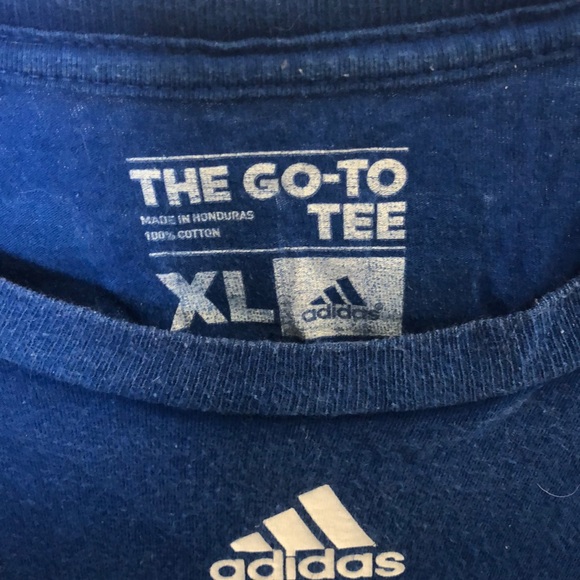 THE GO-TO
TEE
MADE IN HONDURAS
100% COTTON
XL
adidas
adidas